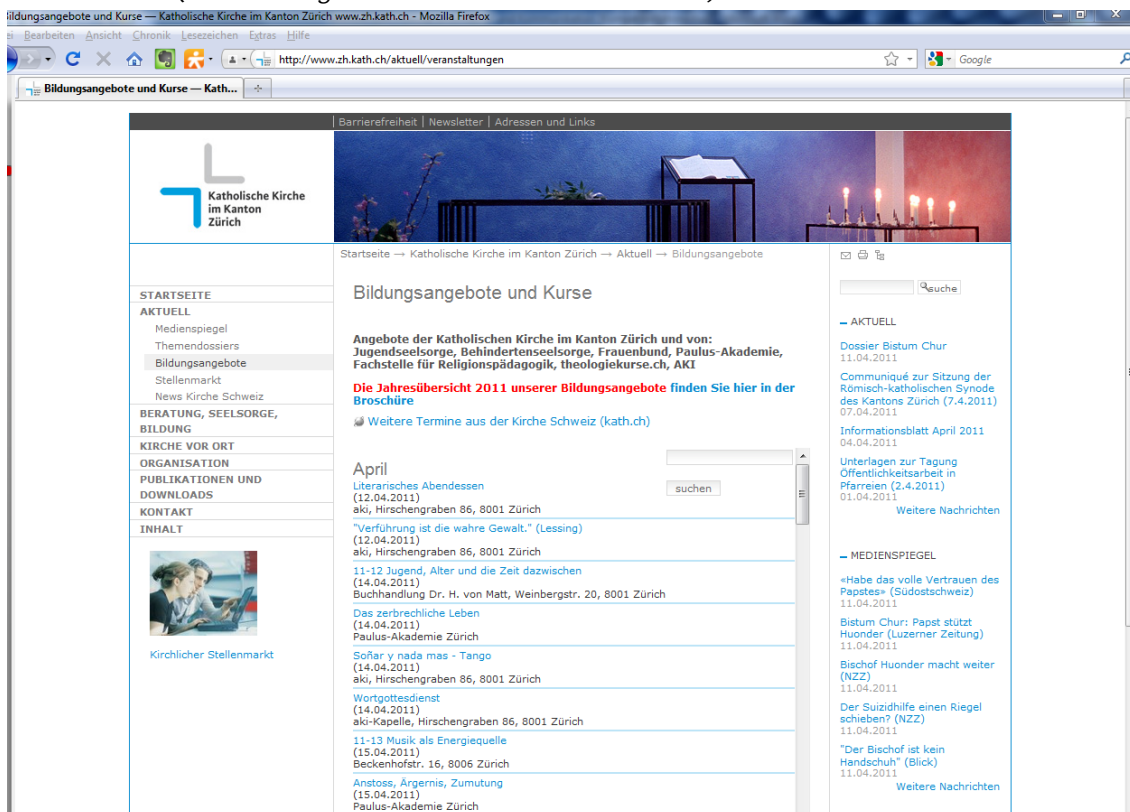 Bildungsangebote und Kurse — Katholische Kirche im Kanton Zürich www.zh.kath.ch - Mozilla Firefox
Bearbeiten Ansicht Chronik Lesezeichen Extras Hilfe
http://www.zh.kath.ch/aktuell/veranstaltungen
Google
Bildungsangebote und Kurse — Kath...
Barrierefreiheit | Newsletter | Adressen und Links
Katholische Kirche
im Kanton
Zürich
Startseite → Katholische Kirche im Kanton Zürich → Aktuell → Bildungsangebote
STARTSEITE
AKTUELL
Medienspiegel
Themendossiers
Bildungsangebote
Stellenmarkt
News Kirche Schweiz
BERATUNG, SEELSORGE,
BILDUNG
KIRCHE VOR ORT
ORGANISATION
PUBLIKATIONEN UND
DOWNLOADS
KONTAKT
INHALT
Kirchlicher Stellenmarkt
Bildungsangebote und Kurse
Angebote der Katholischen Kirche im Kanton Zürich und von:
Jugendseelsorge, Behindertenseelsorge, Frauenbund, Paulus-Akademie,
Fachstelle für Religionspädagogik, theologiekurse.ch, AKI
Die Jahresübersicht 2011 unserer Bildungsangebote finden Sie hier in der
Broschüre
Weitere Termine aus der Kirche Schweiz (kath.ch)
April
suchen
Literarisches Abendessen
(12.04.2011)
aki, Hirschengraben 86, 8001 Zürich
"Verführung ist die wahre Gewalt." (Lessing)
(12.04.2011)
aki, Hirschengraben 86, 8001 Zürich
11-12 Jugend, Alter und die Zeit dazwischen
(14.04.2011)
Buchhandlung Dr. H. von Matt, Weinbergstr. 20, 8001 Zürich
Das zerbrechliche Leben
(14.04.2011)
Paulus-Akademie Zürich
Soñar y nada mas - Tango
(14.04.2011)
aki, Hirschengraben 86, 8001 Zürich
Wortgottesdienst
(14.04.2011)
aki-Kapelle, Hirschengraben 86, 8001 Zürich
11-13 Musik als Energiequelle
(15.04.2011)
Beckenhofstr. 16, 8006 Zürich
Anstoss, Ärgernis, Zumutung
(15.04.2011)
Paulus-Akademie Zürich
suche
AKTUELL
Dossier Bistum Chur
11.04.2011
Communiqué zur Sitzung der
Römisch-katholischen Synode
des Kantons Zürich (7.4.2011)
07.04.2011
Informationsblatt April 2011
04.04.2011
Unterlagen zur Tagung
Öffentlichkeitsarbeit in
Pfarreien (2.4.2011)
01.04.2011
Weitere Nachrichten
MEDIENSPIEGEL
«Habe das volle Vertrauen des
Papstes» (Südostschweiz)
11.04.2011
Bistum Chur: Papst stützt
Huonder (Luzerner Zeitung)
11.04.2011
Bischof Huonder macht weiter
(NZZ)
11.04.2011
Der Suizidhilfe einen Riegel
schieben? (NZZ)
11.04.2011
"Der Bischof ist kein
Handschuh" (Blick)
11.04.2011
Weitere Nachrichten